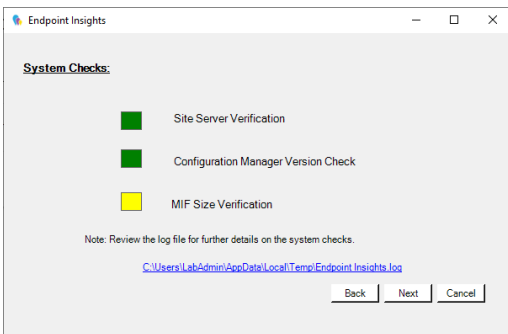 Endpoint Insights
System Checks:
Site Server Verification
Configuration Manager Version Check
MIF Size Verification
Note: Review the log file for further details on the system checks.
C:\Users\LabAdmin\AppData\Local\Temp\Endpoint Insights.log
Back Next Cancel